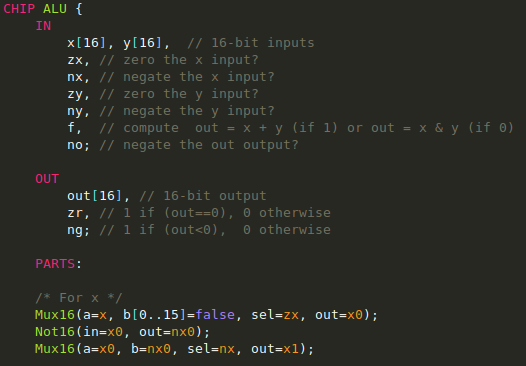 CHIP ALU {
    IN
        x[16], y[16],  // 16-bit inputs
        zx, // zero the x input?
        nx, // negate the x input?
        zy, // zero the y input?
        ny, // negate the y input?
        f,  // compute  out = x + y (if 1) or out = x & y (if 0)
        no; // negate the out output?

    OUT
        out[16], // 16-bit output
        zr, // 1 if (out==0), 0 otherwise
        ng; // 1 if (out<0),  0 otherwise

    PARTS:

    /* For x */
    Mux16(a=x, b[0..15]=false, sel=zx, out=x0);
    Not16(in=x0, out=nx0);
    Mux16(a=x0, b=nx0, sel=nx, out=x1);